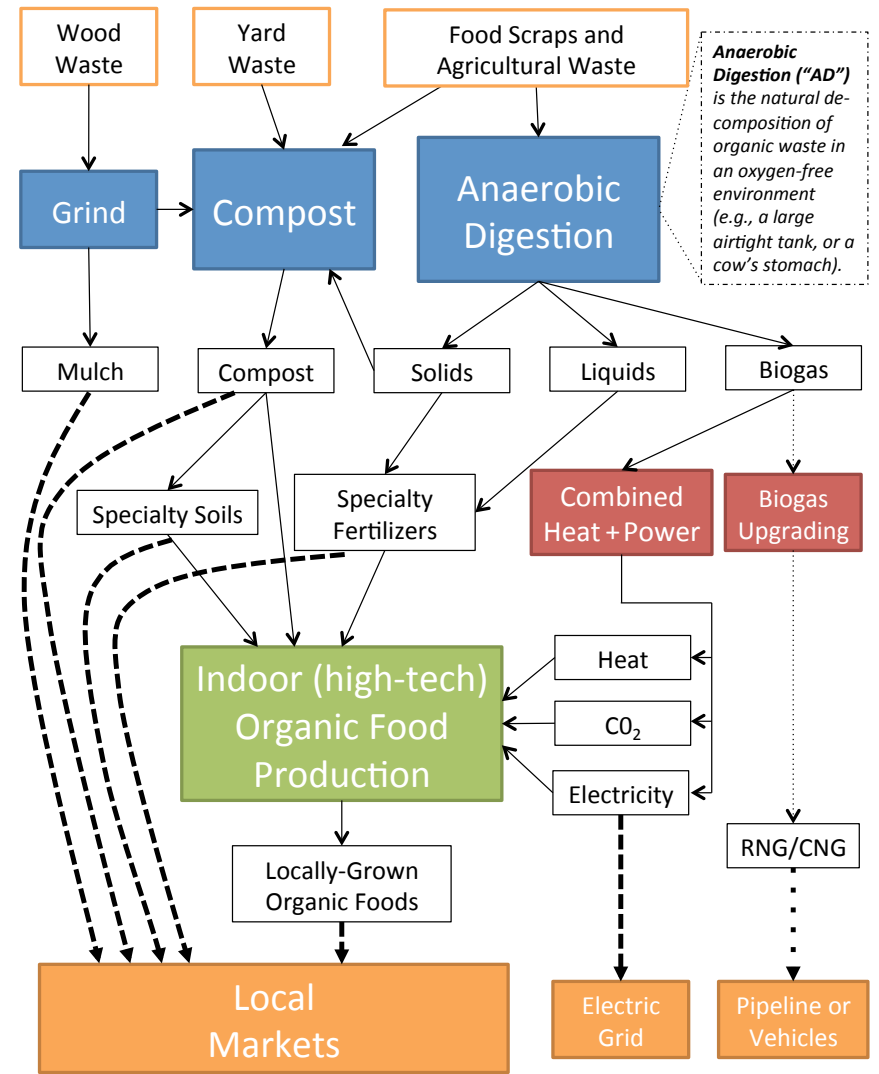 Wood
Waste
Yard
Waste
Food Scraps and
Agricultural Waste
Anaerobic
Digestion (“AD”)
is the natural de-
composition of
organic waste in
an oxygen-free
environment
(e.g., a large
airtight tank, or a
cow’s stomach).
Grind
Compost
Anaerobic
Digestion
Mulch
Compost
Solids
Liquids
Biogas
Specialty Soils
Specialty
Fertilizers
Combined
Heat + Power
Biogas
Upgrading
Indoor (high-tech)
Organic Food
Production
Heat
C0₂
Electricity
RNG/CNG
Locally-Grown
Organic Foods
Local
Markets
Electric
Grid
Pipeline or
Vehicles